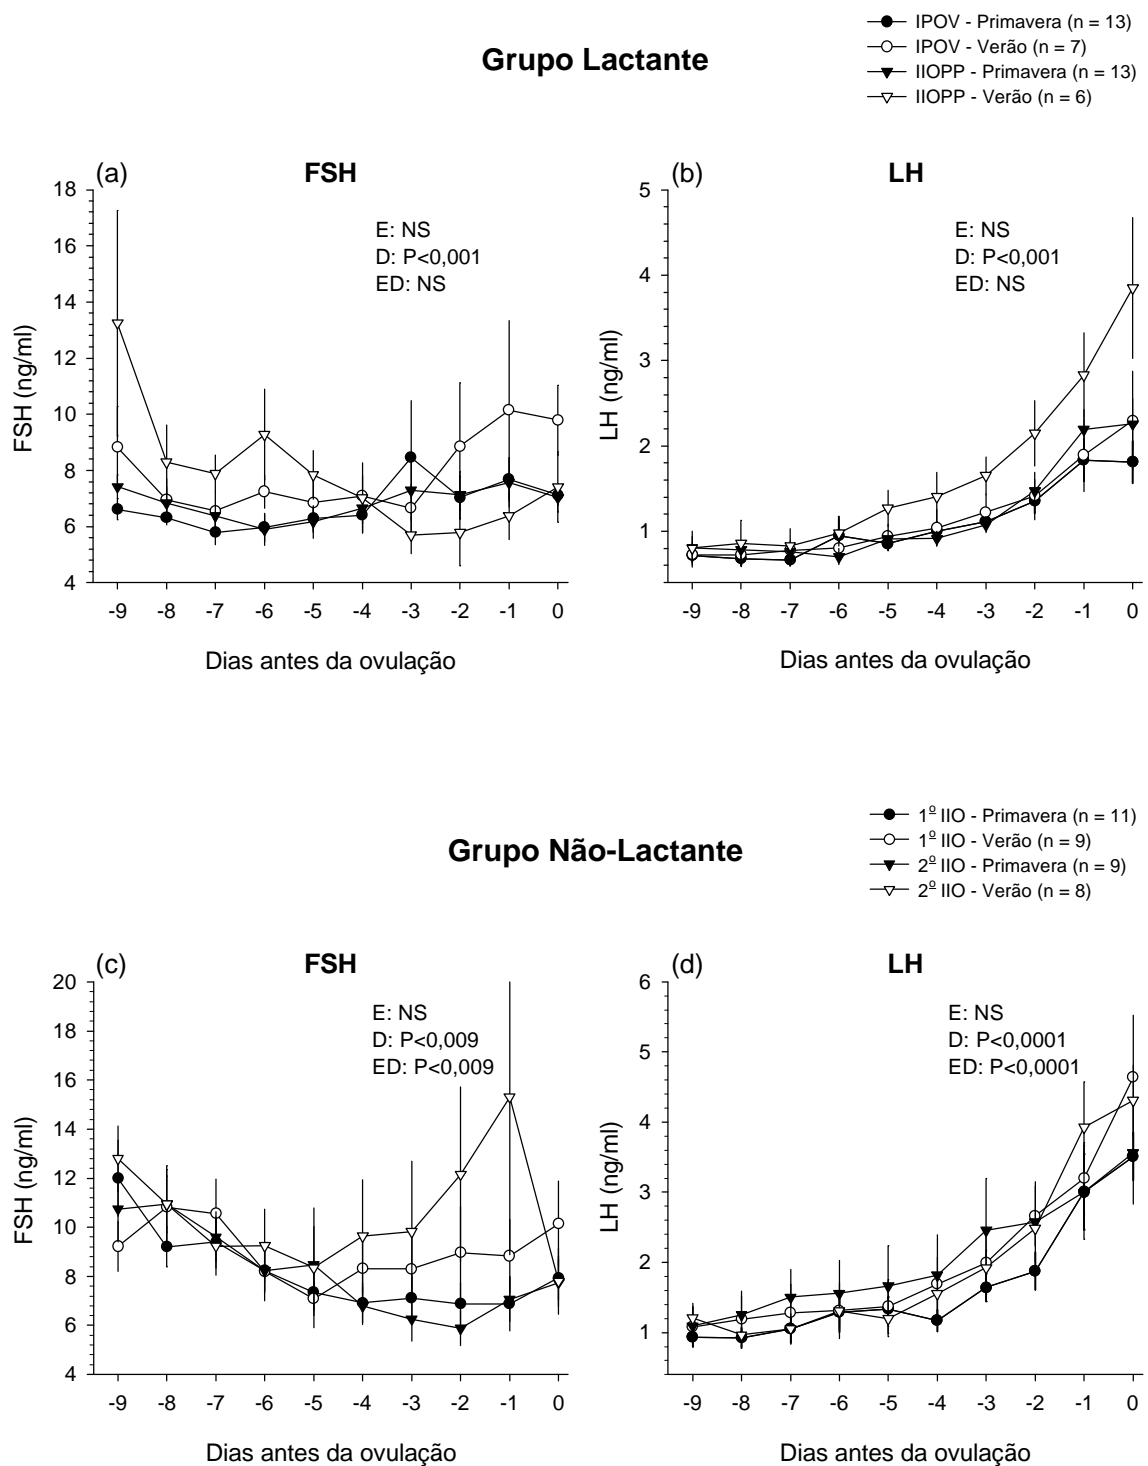 IPOV - Primavera (n = 13)
IPOV - Verão (n = 7)
IIOPP - Primavera (n = 13)
IIOPP - Verão (n = 6)
Grupo Lactante
(a)
FSH
E: NS
D: P<0,001
ED: NS
18
16
14
12
10
8
6
4
FSH (ng/ml)
-9 -8 -7 -6 -5 -4 -3 -2 -1 0
Dias antes da ovulação
(b)
LH
E: NS
D: P<0,001
ED: NS
5
4
3
2
1
LH (ng/ml)
-9 -8 -7 -6 -5 -4 -3 -2 -1 0
Dias antes da ovulação
1º IIO - Primavera (n = 11)
1º IIO - Verão (n = 9)
2º IIO - Primavera (n = 9)
2º IIO - Verão (n = 8)
Grupo Não-Lactante
(c)
FSH
E: NS
D: P<0,009
ED: P<0,009
20
18
16
14
12
10
8
6
4
FSH (ng/ml)
-9 -8 -7 -6 -5 -4 -3 -2 -1 0
Dias antes da ovulação
(d)
LH
E: NS
D: P<0,0001
ED: P<0,0001
6
5
4
3
2
1
LH (ng/ml)
-9 -8 -7 -6 -5 -4 -3 -2 -1 0
Dias antes da ovulação